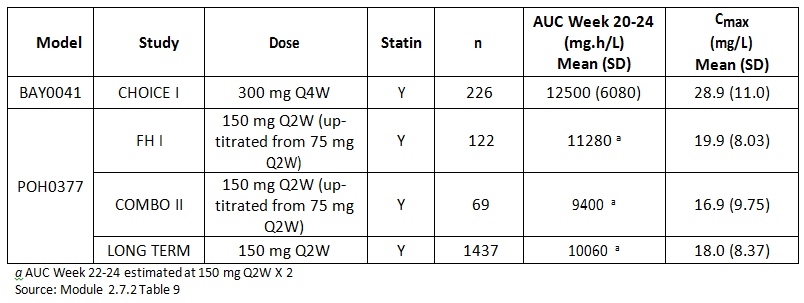 Model Study Dose Statin n AUC Week 20-24 (mg.h/L) Mean (SD) Cmax (mg/L) Mean (SD)
BAY0041 CHOICE I 300 mg Q4W Y 226 12500 (6080) 28.9 (11.0)
POH0377 FH I 150 mg Q2W (up-titrated from 75 mg Q2W) Y 122 11280 a 19.9 (8.03)
COMBO II 150 mg Q2W (up-titrated from 75 mg Q2W) Y 69 9400 a 16.9 (9.75)
LONG TERM 150 mg Q2W Y 1437 10060 a 18.0 (8.37)
a AUC Week 22-24 estimated at 150 mg Q2W X 2
Source: Module 2.7.2 Table 9